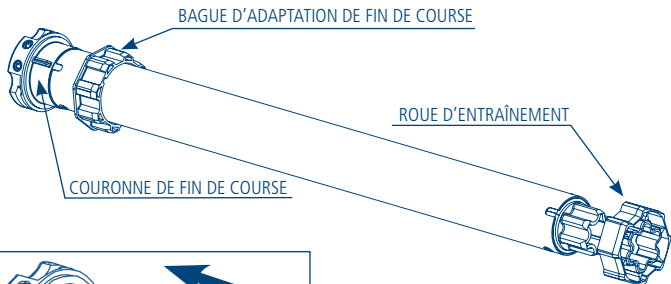 BAGUE D'ADAPTATION DE FIN DE COURSE
ROUE D'ENTRAÎNEMENT
COURONNE DE FIN DE COURSE